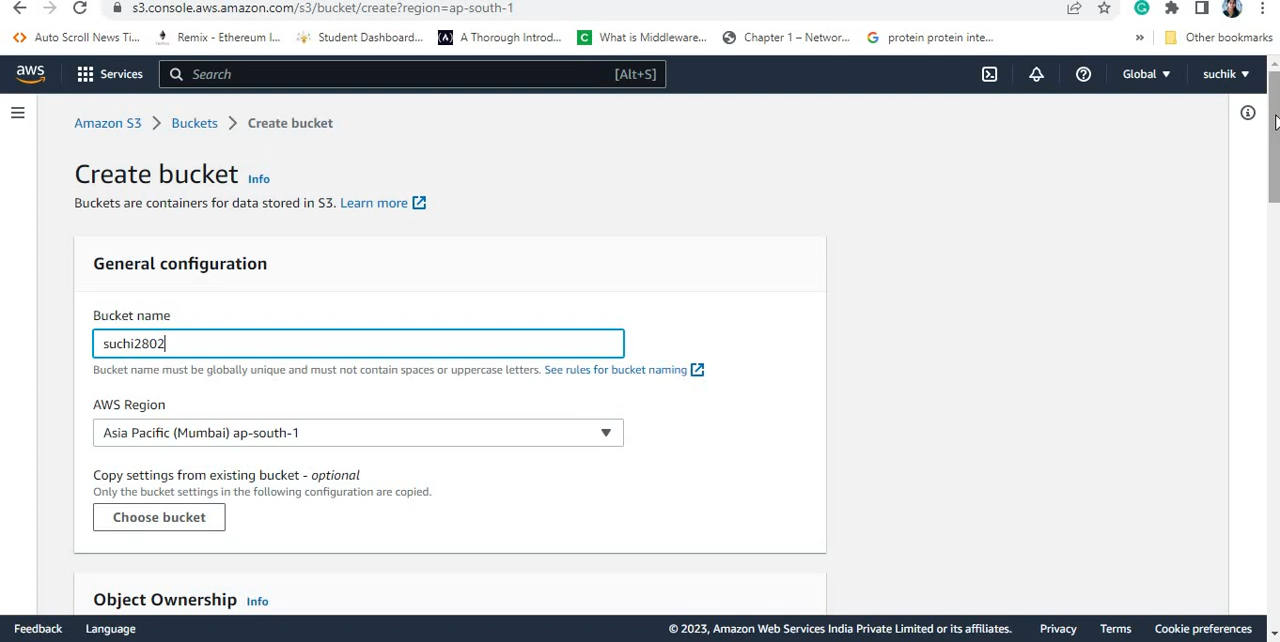 s3.console.aws.amazon.com/s3/bucket/create?region=ap-south-1
Auto Scroll News Ti... Remix - Ethereum I... Student Dashboard... A Thorough Introd... What is Middleware... Chapter 1 – Networ... protein protein inte... » Other bookmarks
aws Services Search [Alt+S] Global suchik
Amazon S3 > Buckets > Create bucket
Create bucket Info
Buckets are containers for data stored in S3. Learn more
General configuration
Bucket name
suchi2802
Bucket name must be globally unique and must not contain spaces or uppercase letters. See rules for bucket naming
AWS Region
Asia Pacific (Mumbai) ap-south-1
Copy settings from existing bucket - optional
Only the bucket settings in the following configuration are copied.
Choose bucket
Object Ownership Info
Feedback Language © 2023, Amazon Web Services India Private Limited or its affiliates. Privacy Terms Cookie preferences